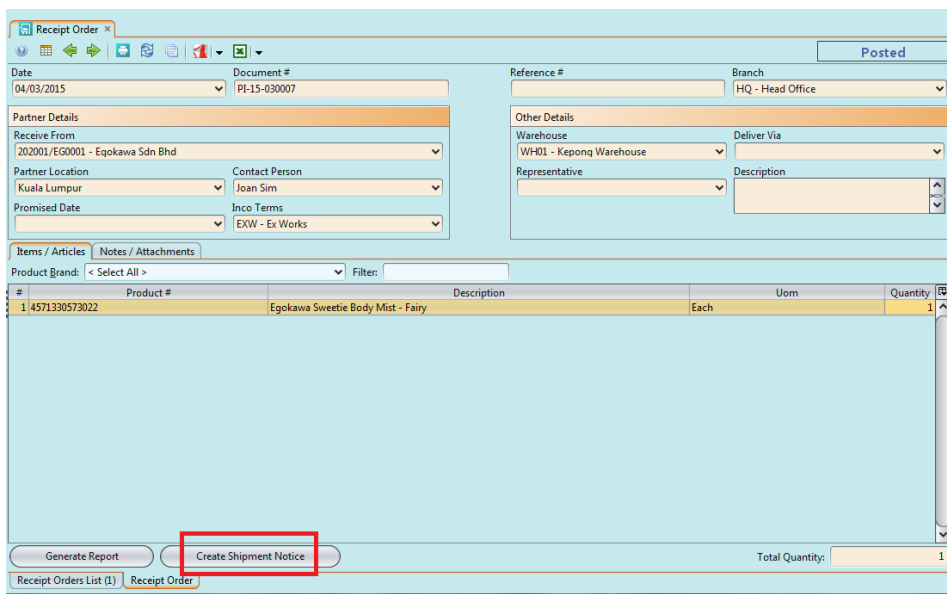 Receipt Order ×
Posted
Date Document # Reference # Branch
04/03/2015 PI-15-030007 HQ - Head Office
Partner Details Other Details
Receive From Warehouse Deliver Via
202001/EG0001 - Egokawa Sdn Bhd WH01 - Kepong Warehouse
Partner Location Contact Person Representative Description
Kuala Lumpur Joan Sim
Promised Date Inco Terms
EXW - Ex Works
Items / Articles Notes / Attachments
Product Brand: < Select All > Filter:
# Product # Description Uom Quantity
1 4571330573022 Egokawa Sweetie Body Mist - Fairy Each 1
Generate Report Create Shipment Notice Total Quantity: 1
Receipt Orders List (1) Receipt Order